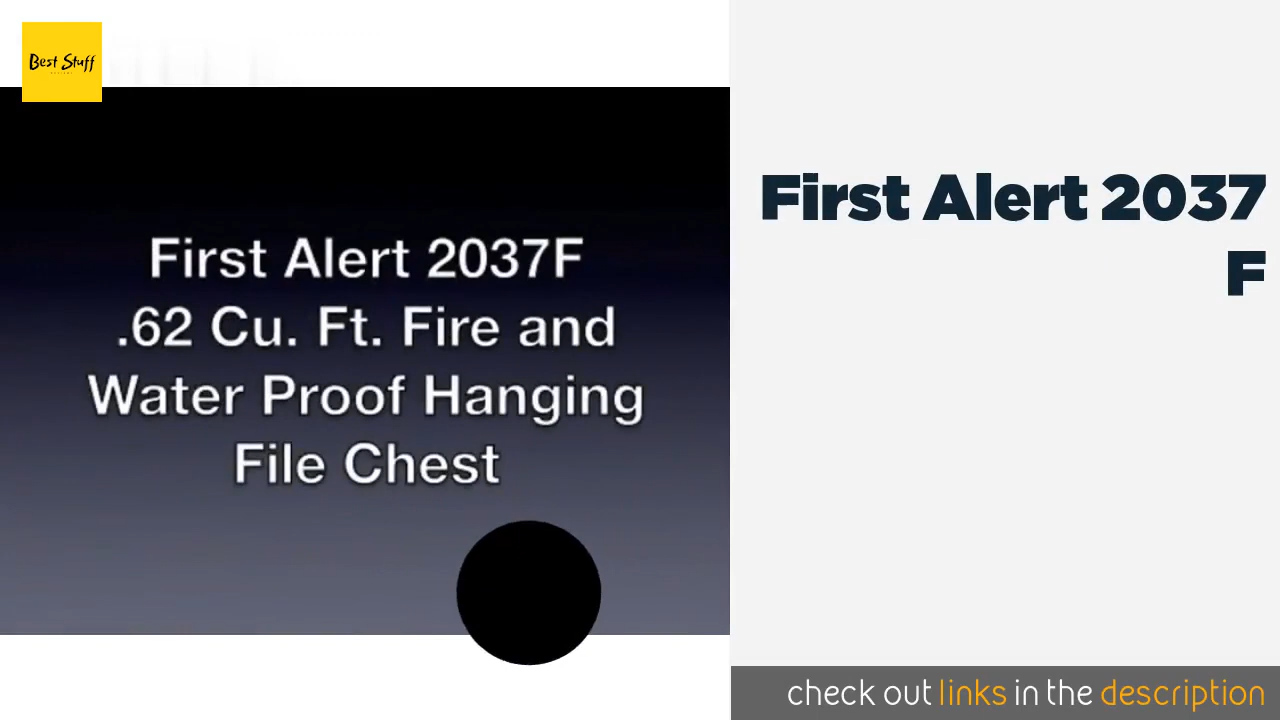 Best Stuff
First Alert 2037F
.62 Cu. Ft. Fire and
Water Proof Hanging
File Chest
First Alert 2037
F
check out links in the description